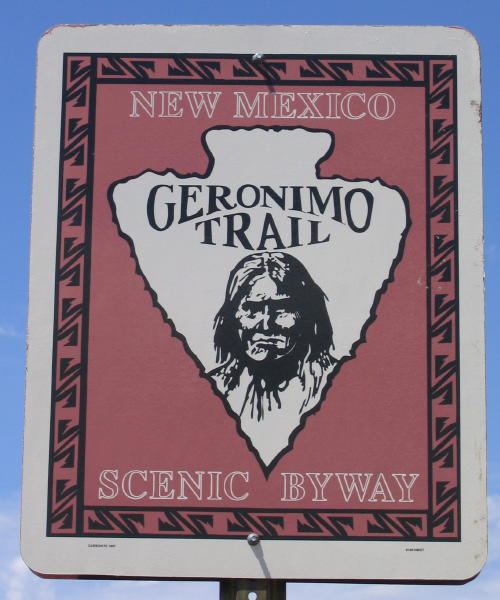 NEW MEXICO
GERONIMO
TRAIL
SCENIC BYWAY